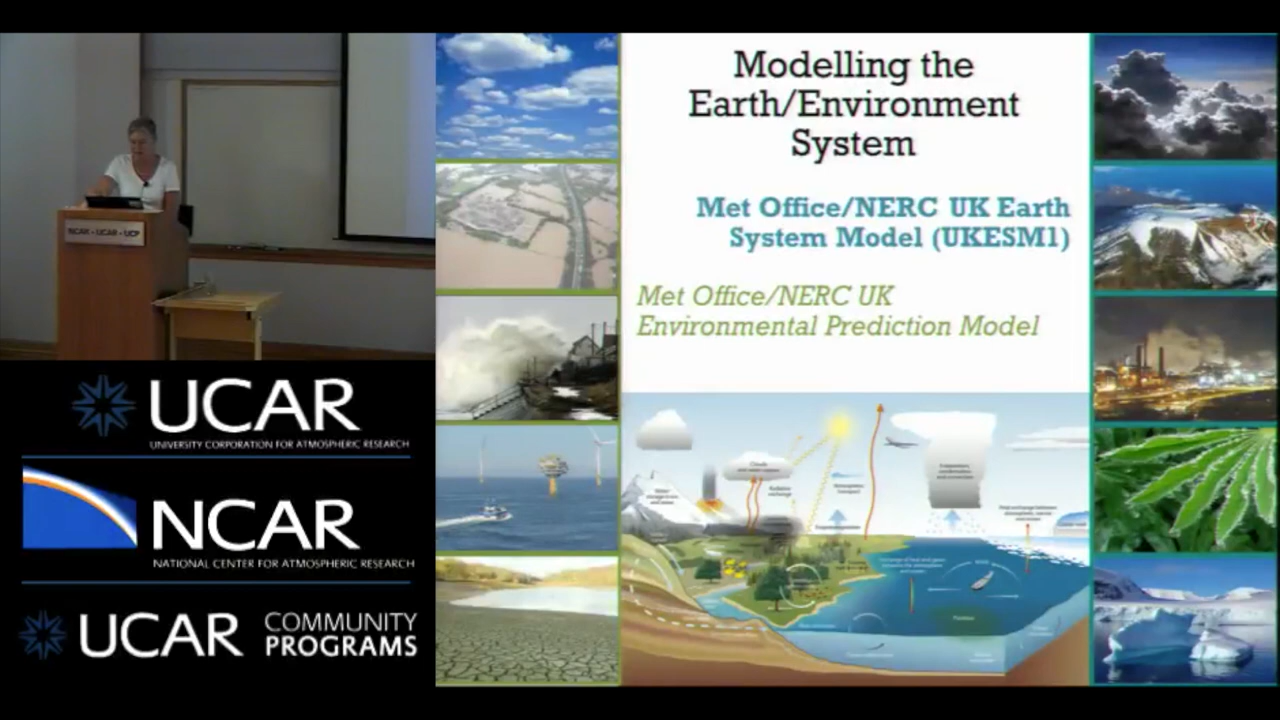 Modelling the
Earth/Environment
System
Met Office/NERC UK Earth
System Model (UKESM1)
Met Office/NERC UK
Environmental Prediction Model
NCAR • UCAR • UCP
UCAR
UNIVERSITY CORPORATION FOR ATMOSPHERIC RESEARCH
NCAR
NATIONAL CENTER FOR ATMOSPHERIC RESEARCH
UCAR COMMUNITY
PROGRAMS